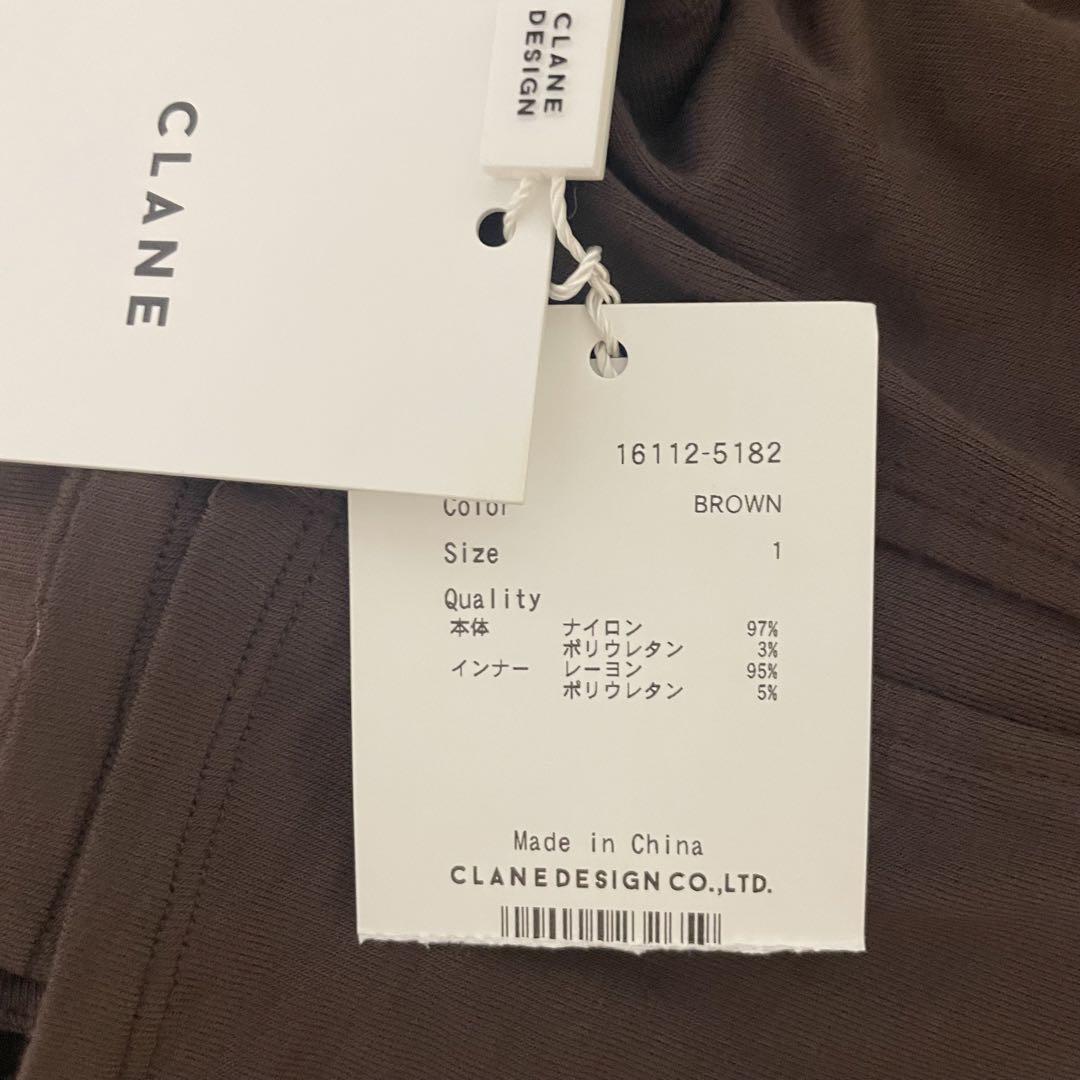 CLANE
CLANE
DESIGN
16112-5182
Color BROWN
Size 1
Quality
本体 ナイロン 97%
ポリウレタン 3%
インナー レーヨン 95%
ポリウレタン 5%
Made in China
CLANE DESIGN CO.,LTD.